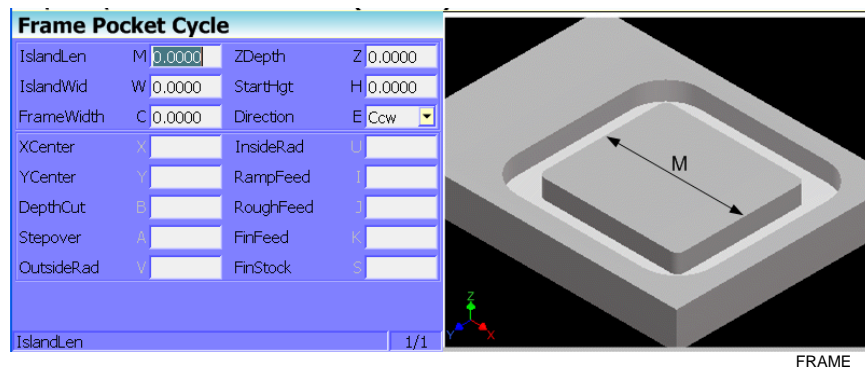 Frame Pocket Cycle
IslandLen M 0.0000 ZDepth Z 0.0000
IslandWid W 0.0000 StartHgt H 0.0000
FrameWidth C 0.0000 Direction E Ccw
XCenter X InsideRad U
YCenter Y RampFeed I
DepthCut B RoughFeed J
Stepover A FinFeed K
OutsideRad V FinStock S
IslandLen 1/1
M
Z
Y X
FRAME